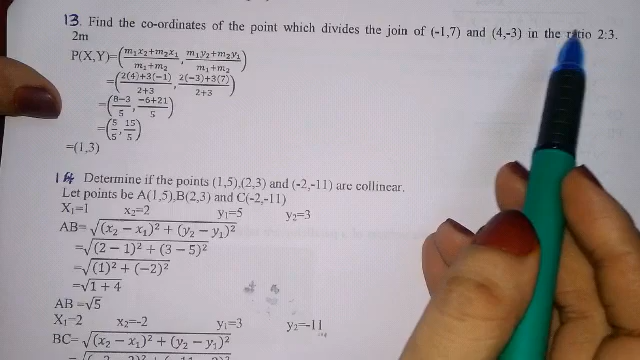 13. Find the co-ordinates of the point which divides the join of (-1,7) and (4,-3) in the ratio 2:3.
2m
P(X,Y)=(m₁x₂+m₂x₁/m₁+m₂, m₁y₂+m₂y₁/m₁+m₂)
=(2(4)+3(-1)/2+3, 2(-3)+3(7)/2+3)
=(8-3/5, -6+21/5)
=(5/5, 15/5)
=(1,3)
14 Determine if the points (1,5),(2,3) and (-2,-11) are collinear.
Let points be A(1,5),B(2,3) and C(-2,-11)
X₁=1 x₂=2 y₁=5 y₂=3
AB=√(x₂ − x₁)² + (y₂ − y₁)²
=√(2 − 1)² + (3 − 5)²
=√(1)² + (−2)²
=√1 + 4
AB =√5
X₁=2 x₂=-2 y₁=3 y₂=-11
BC=√(x₂ − x₁)² + (y₂ − y₁)²